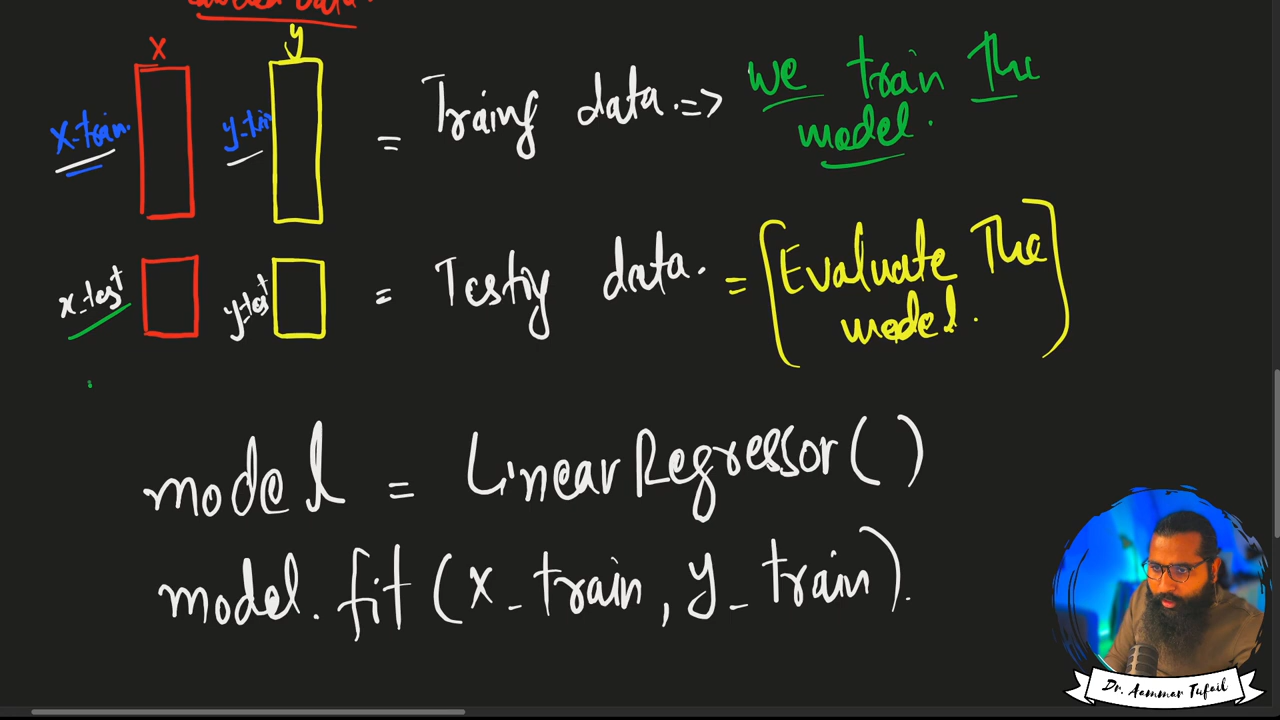 x y
x-train. y-train = Traing data. => we train the model.
x-test y-test = Testig data. = [Evaluate The model.]
model = LinearRegressor()
model.fit(x_train, y_train).
Dr. Aammar Tufail